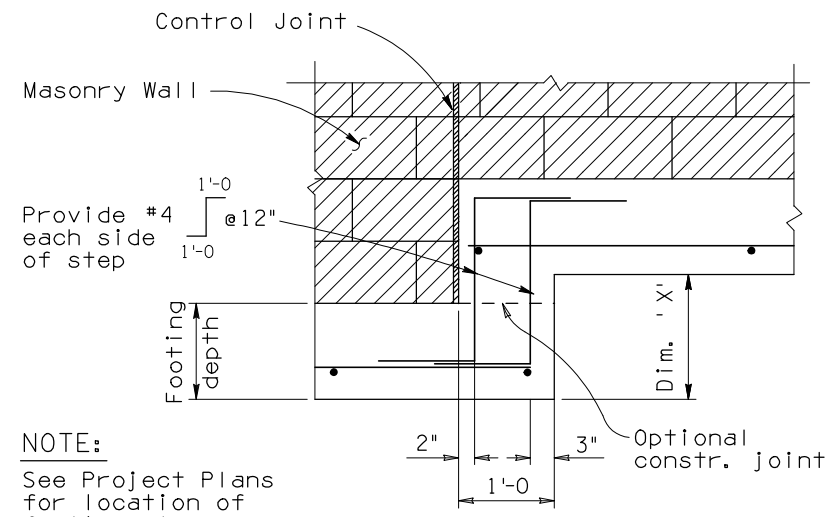 Control Joint
Masonry Wall
1'-0
Provide #4
@12"
each side
of step
1'-0
Footing
depth
Dim. 'X'
2"
3"
Optional
constr. joint
1'-0
NOTE:
See Project Plans
for location of